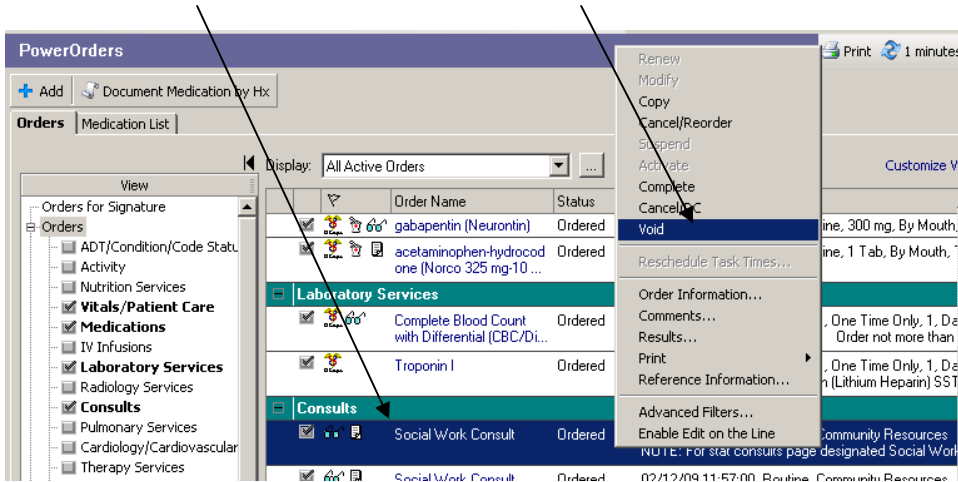 PowerOrders
Print 1 minutes
Add Document Medication by Hx
Orders Medication List
Display: All Active Orders ... Customize V
View
Orders for Signature
Orders
ADT/Condition/Code Statu
Activity
Nutrition Services
Vitals/Patient Care
Medications
IV Infusions
Laboratory Services
Radiology Services
Consults
Pulmonary Services
Cardiology/Cardiovascular
Therapy Services
Order Name Status
gabapentin (Neurontin) Ordered ine, 300 mg, By Mouth,
acetaminophen-hydrocod Ordered ine, 1 Tab, By Mouth,
one (Norco 325 mg-10 ...
Laboratory Services
Complete Blood Count Ordered , One Time Only, 1, Da
with Differential (CBC/Di... Order not more than
Troponin I Ordered , One Time Only, 1, Da
n (Lithium Heparin) SST
Consults
Social Work Consult Ordered Community Resources
NOTE: For stat consults page designated Social Work
Social Work Consult Ordered 02/12/09 11:57:00, Routine, Community Resources
Renew
Modify
Copy
Cancel/Reorder
Suspend
Activate
Complete
Cancel/DC
Void
Reschedule Task Times...
Order Information...
Comments...
Results...
Print
Reference Information...
Advanced Filters...
Enable Edit on the Line